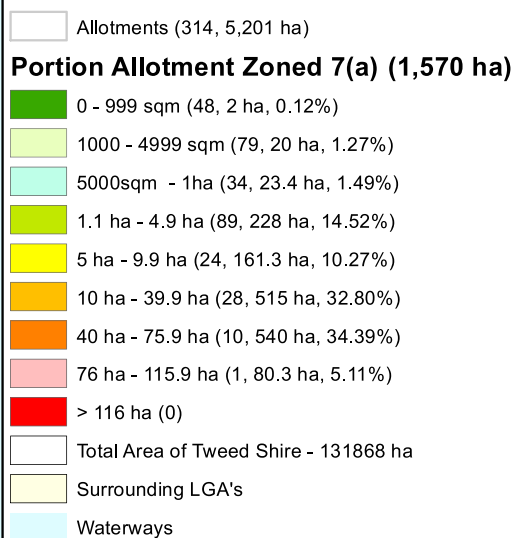 Allotments (314, 5,201 ha)
Portion Allotment Zoned 7(a) (1,570 ha)
0 - 999 sqm (48, 2 ha, 0.12%)
1000 - 4999 sqm (79, 20 ha, 1.27%)
5000sqm  - 1ha (34, 23.4 ha, 1.49%)
1.1 ha - 4.9 ha (89, 228 ha, 14.52%)
5 ha - 9.9 ha (24, 161.3 ha, 10.27%)
10 ha - 39.9 ha (28, 515 ha, 32.80%)
40 ha - 75.9 ha (10, 540 ha, 34.39%)
76 ha - 115.9 ha (1, 80.3 ha, 5.11%)
> 116 ha (0)
Total Area of Tweed Shire - 131868 ha
Surrounding LGA's
Waterways